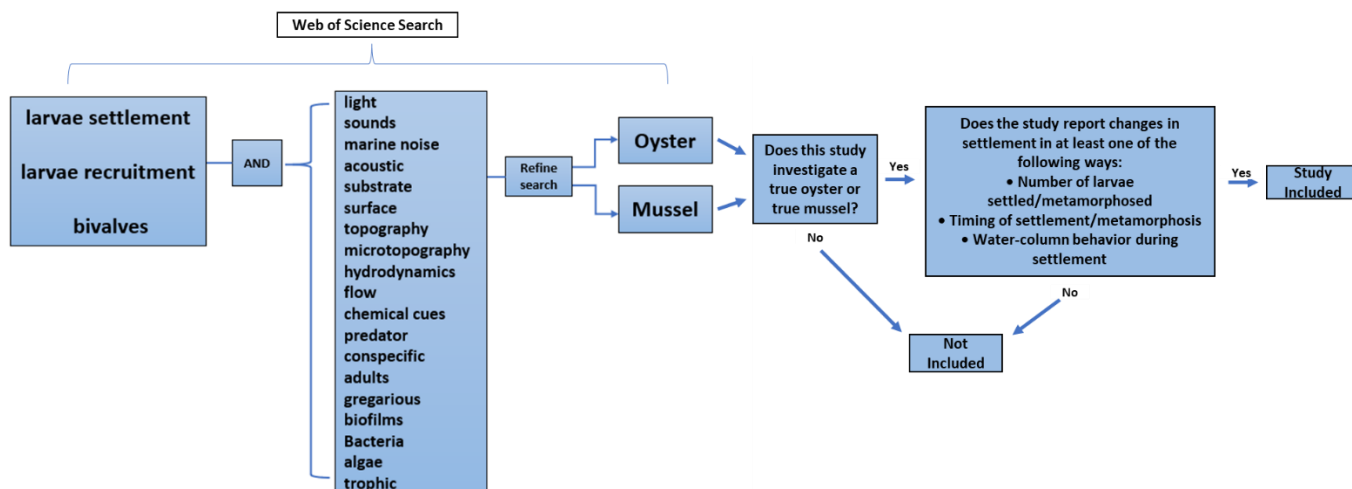 Web of Science Search
larvae settlement
larvae recruitment
bivalves
AND
light
sounds
marine noise
acoustic
substrate
surface
topography
microtopography
hydrodynamics
flow
chemical cues
predator
conspecific
adults
gregarious
biofilms
Bacteria
algae
trophic
Refine
search
Oyster
Mussel
Does this study
investigate a
true oyster or
true mussel?
Yes
No
Does the study report changes in
settlement in at least one of the
following ways:
• Number of larvae
settled/metamorphosed
• Timing of settlement/metamorphosis
• Water-column behavior during
settlement
Yes
No
Study
Included
Not
Included